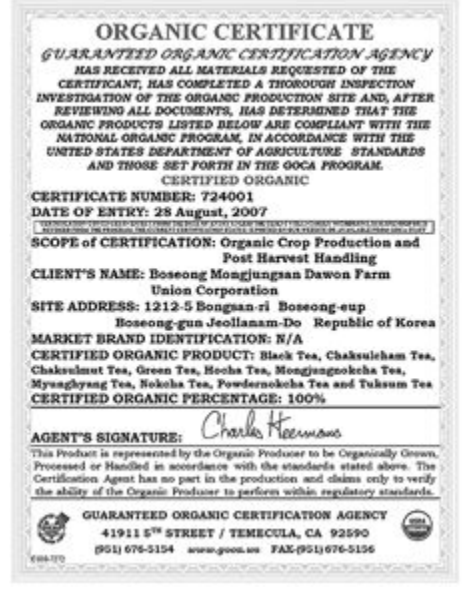 ORGANIC CERTIFICATE
GUARANTEED ORGANIC CERTIFICATION AGENCY
HAS RECEIVED ALL MATERIALS REQUESTED OF THE
CERTIFICANT, HAS COMPLETED A THOROUGH INSPECTION
INVESTIGATION OF THE ORGANIC PRODUCTION SITE AND, AFTER
REVIEWING ALL DOCUMENTS, HAS DETERMINED THAT THE
ORGANIC PRODUCTS LISTED BELOW ARE COMPLIANT WITH THE
NATIONAL ORGANIC PROGRAM, IN ACCORDANCE WITH THE
UNITED STATES DEPARTMENT OF AGRICULTURE STANDARDS
AND THOSE SET FORTH IN THE GOCA PROGRAM.
CERTIFIED ORGANIC
CERTIFICATE NUMBER: 724001
DATE OF ENTRY: 28 August, 2007
SCOPE of CERTIFICATION: Organic Crop Production and
Post Harvest Handling
CLIENT'S NAME: Boseong Mongjungsan Dawon Farm
Union Corporation
SITE ADDRESS: 1212-5 Bongsan-ri Boseong-eup
Boseong-gun Jeollanam-Do Republic of Korea
MARKET BRAND IDENTIFICATION: N/A
CERTIFIED ORGANIC PRODUCT: Black Tea, Chaksulcham Tea,
Chaksulmut Tea, Green Tea, Hocha Tea, Mongjungnokcha Tea,
Myunghyang Tea, Nokcha Tea, Powdernokcha Tea and Tuksum Tea
CERTIFIED ORGANIC PERCENTAGE: 100%
AGENT'S SIGNATURE: Charles Heermans
This Product is represented by the Organic Producer to be Organically Grown,
Processed or Handled in accordance with the standards stated above. The
Certification Agent has no part in the production and claims only to verify
the ability of the Organic Producer to perform within regulatory standards.
GUARANTEED ORGANIC CERTIFICATION AGENCY
41911 5TH STREET / TEMECULA, CA 92590
(951) 676-5154 www.goca.ws FAX-(951) 676-5156